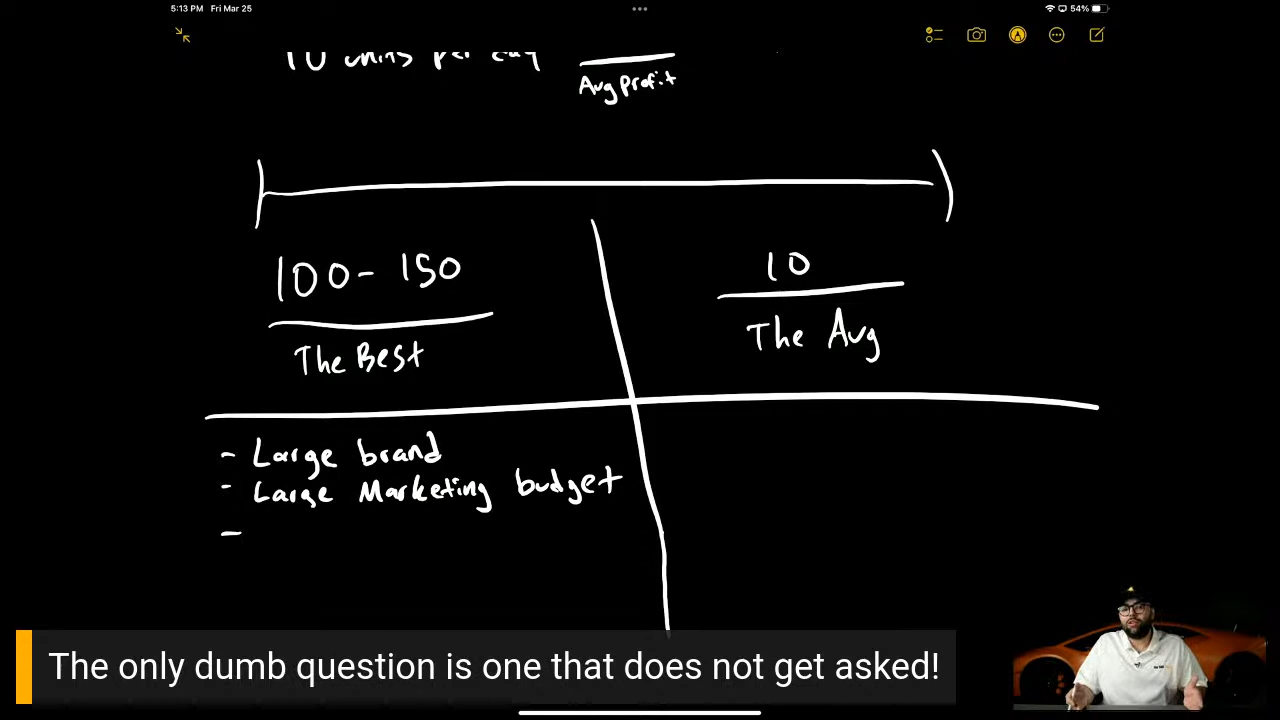 5:13 PM Fri Mar 25
54%
10 units per day
Avg profit
100 - 150
The Best
10
The Avg
- Large brand
- Large Marketing budget
-
The only dumb question is one that does not get asked!